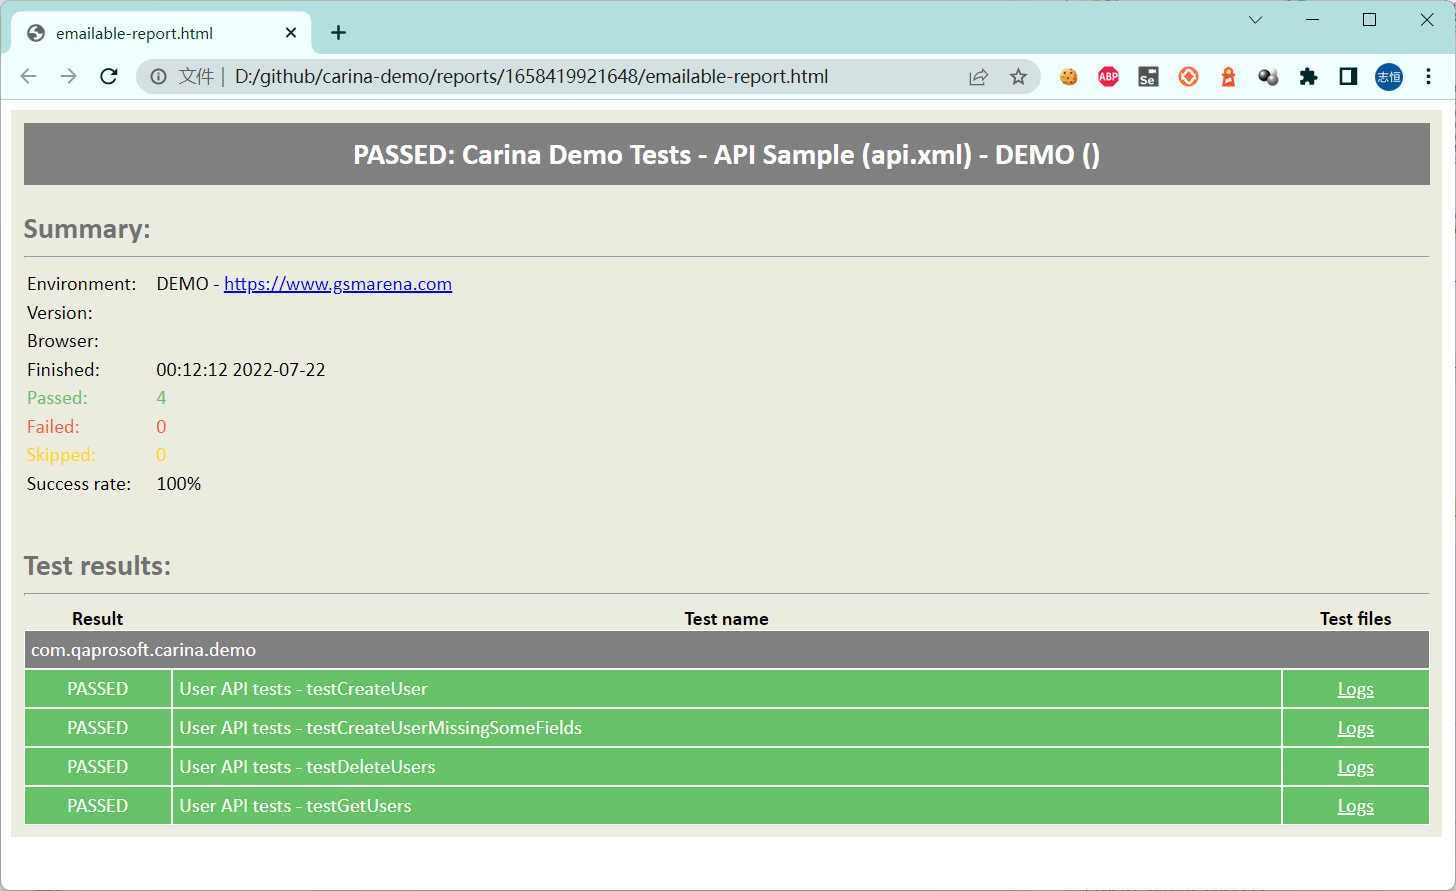 emailable-report.html
文件 | D:/github/carina-demo/reports/1658419921648/emailable-report.html
ABP
Se
志恒
PASSED: Carina Demo Tests - API Sample (api.xml) - DEMO ()
Summary:
Environment: DEMO - https://www.gsmarena.com
Version:
Browser:
Finished: 00:12:12 2022-07-22
Passed: 4
Failed: 0
Skipped: 0
Success rate: 100%
Test results:
Result Test name Test files
com.qaprosoft.carina.demo
PASSED User API tests - testCreateUser Logs
PASSED User API tests - testCreateUserMissingSomeFields Logs
PASSED User API tests - testDeleteUsers Logs
PASSED User API tests - testGetUsers Logs